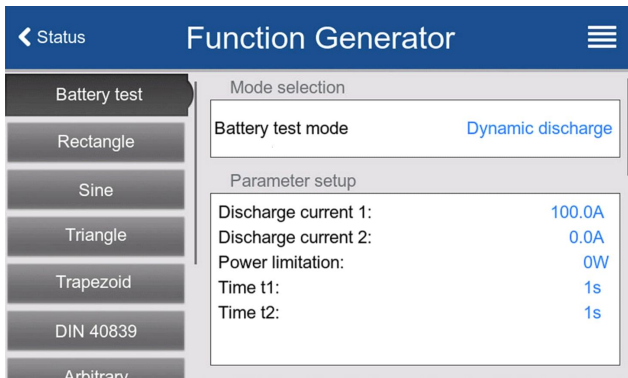 Status
Function Generator
Battery test
Rectangle
Sine
Triangle
Trapezoid
DIN 40839
Arbitrary
Mode selection
Battery test mode Dynamic discharge
Parameter setup
Discharge current 1: 100.0A
Discharge current 2: 0.0A
Power limitation: 0W
Time t1: 1s
Time t2: 1s